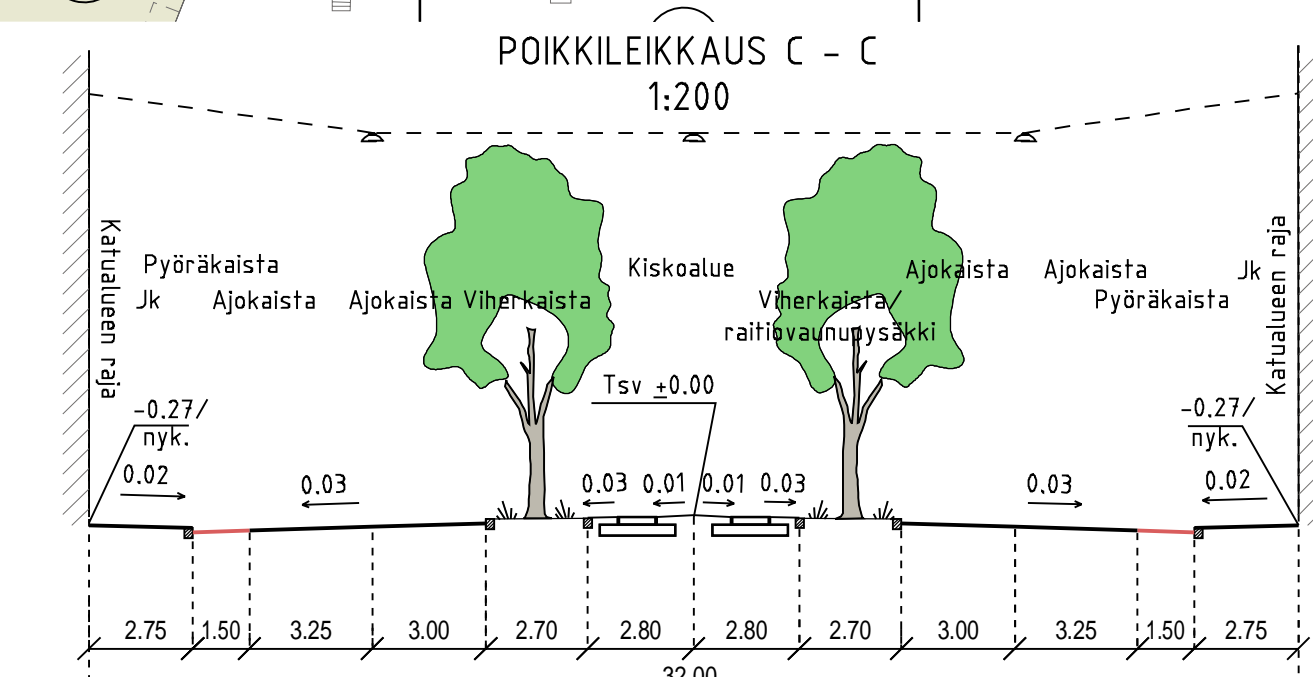 POIKKILEIKKAUS C - C
1:200
Katualueen raja
Pyöräkaista
Jk
Ajokaista
Ajokaista
Viherkaista
Kiskoalue
Viherkaista/
raitiovaunupysäkki
Ajokaista
Ajokaista
Pyöräkaista
Jk
Katualueen raja
Tsv ±0.00
-0.27/
nyk.
-0.27/
nyk.
0.02
0.03
0.03
0.01
0.01
0.03
0.03
0.02
2.75 1.50 3.25 3.00 2.70 2.80 2.80 2.70 3.00 3.25 1.50 2.75
32.00